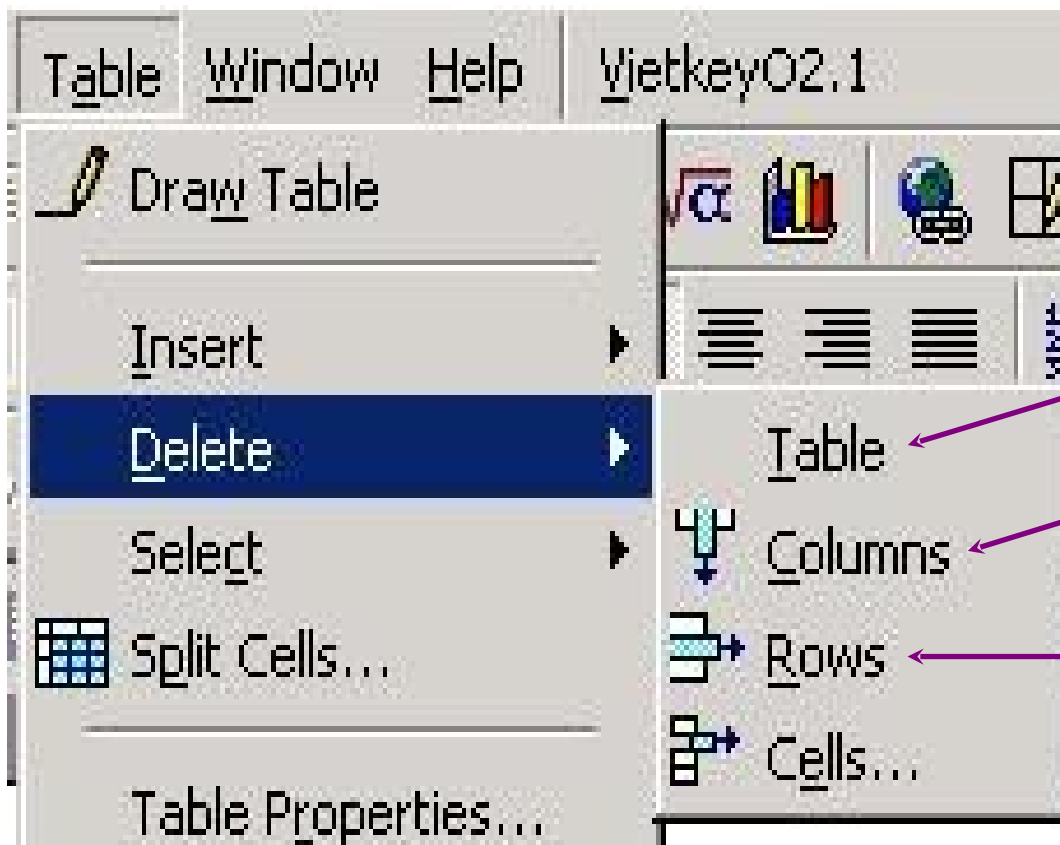 Table Window Help VietkeyO2.1
Draw Table
Insert
Delete
Select
Split Cells...
Table Properties...
Table
Columns
Rows
Cells...